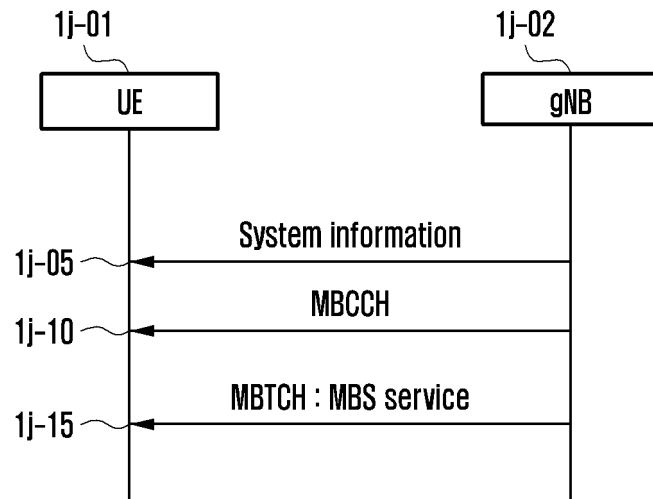 1j-01
1j-02
UE
gNB
System information
1j-05
MBCCH
1j-10
MBTCH : MBS service
1j-15